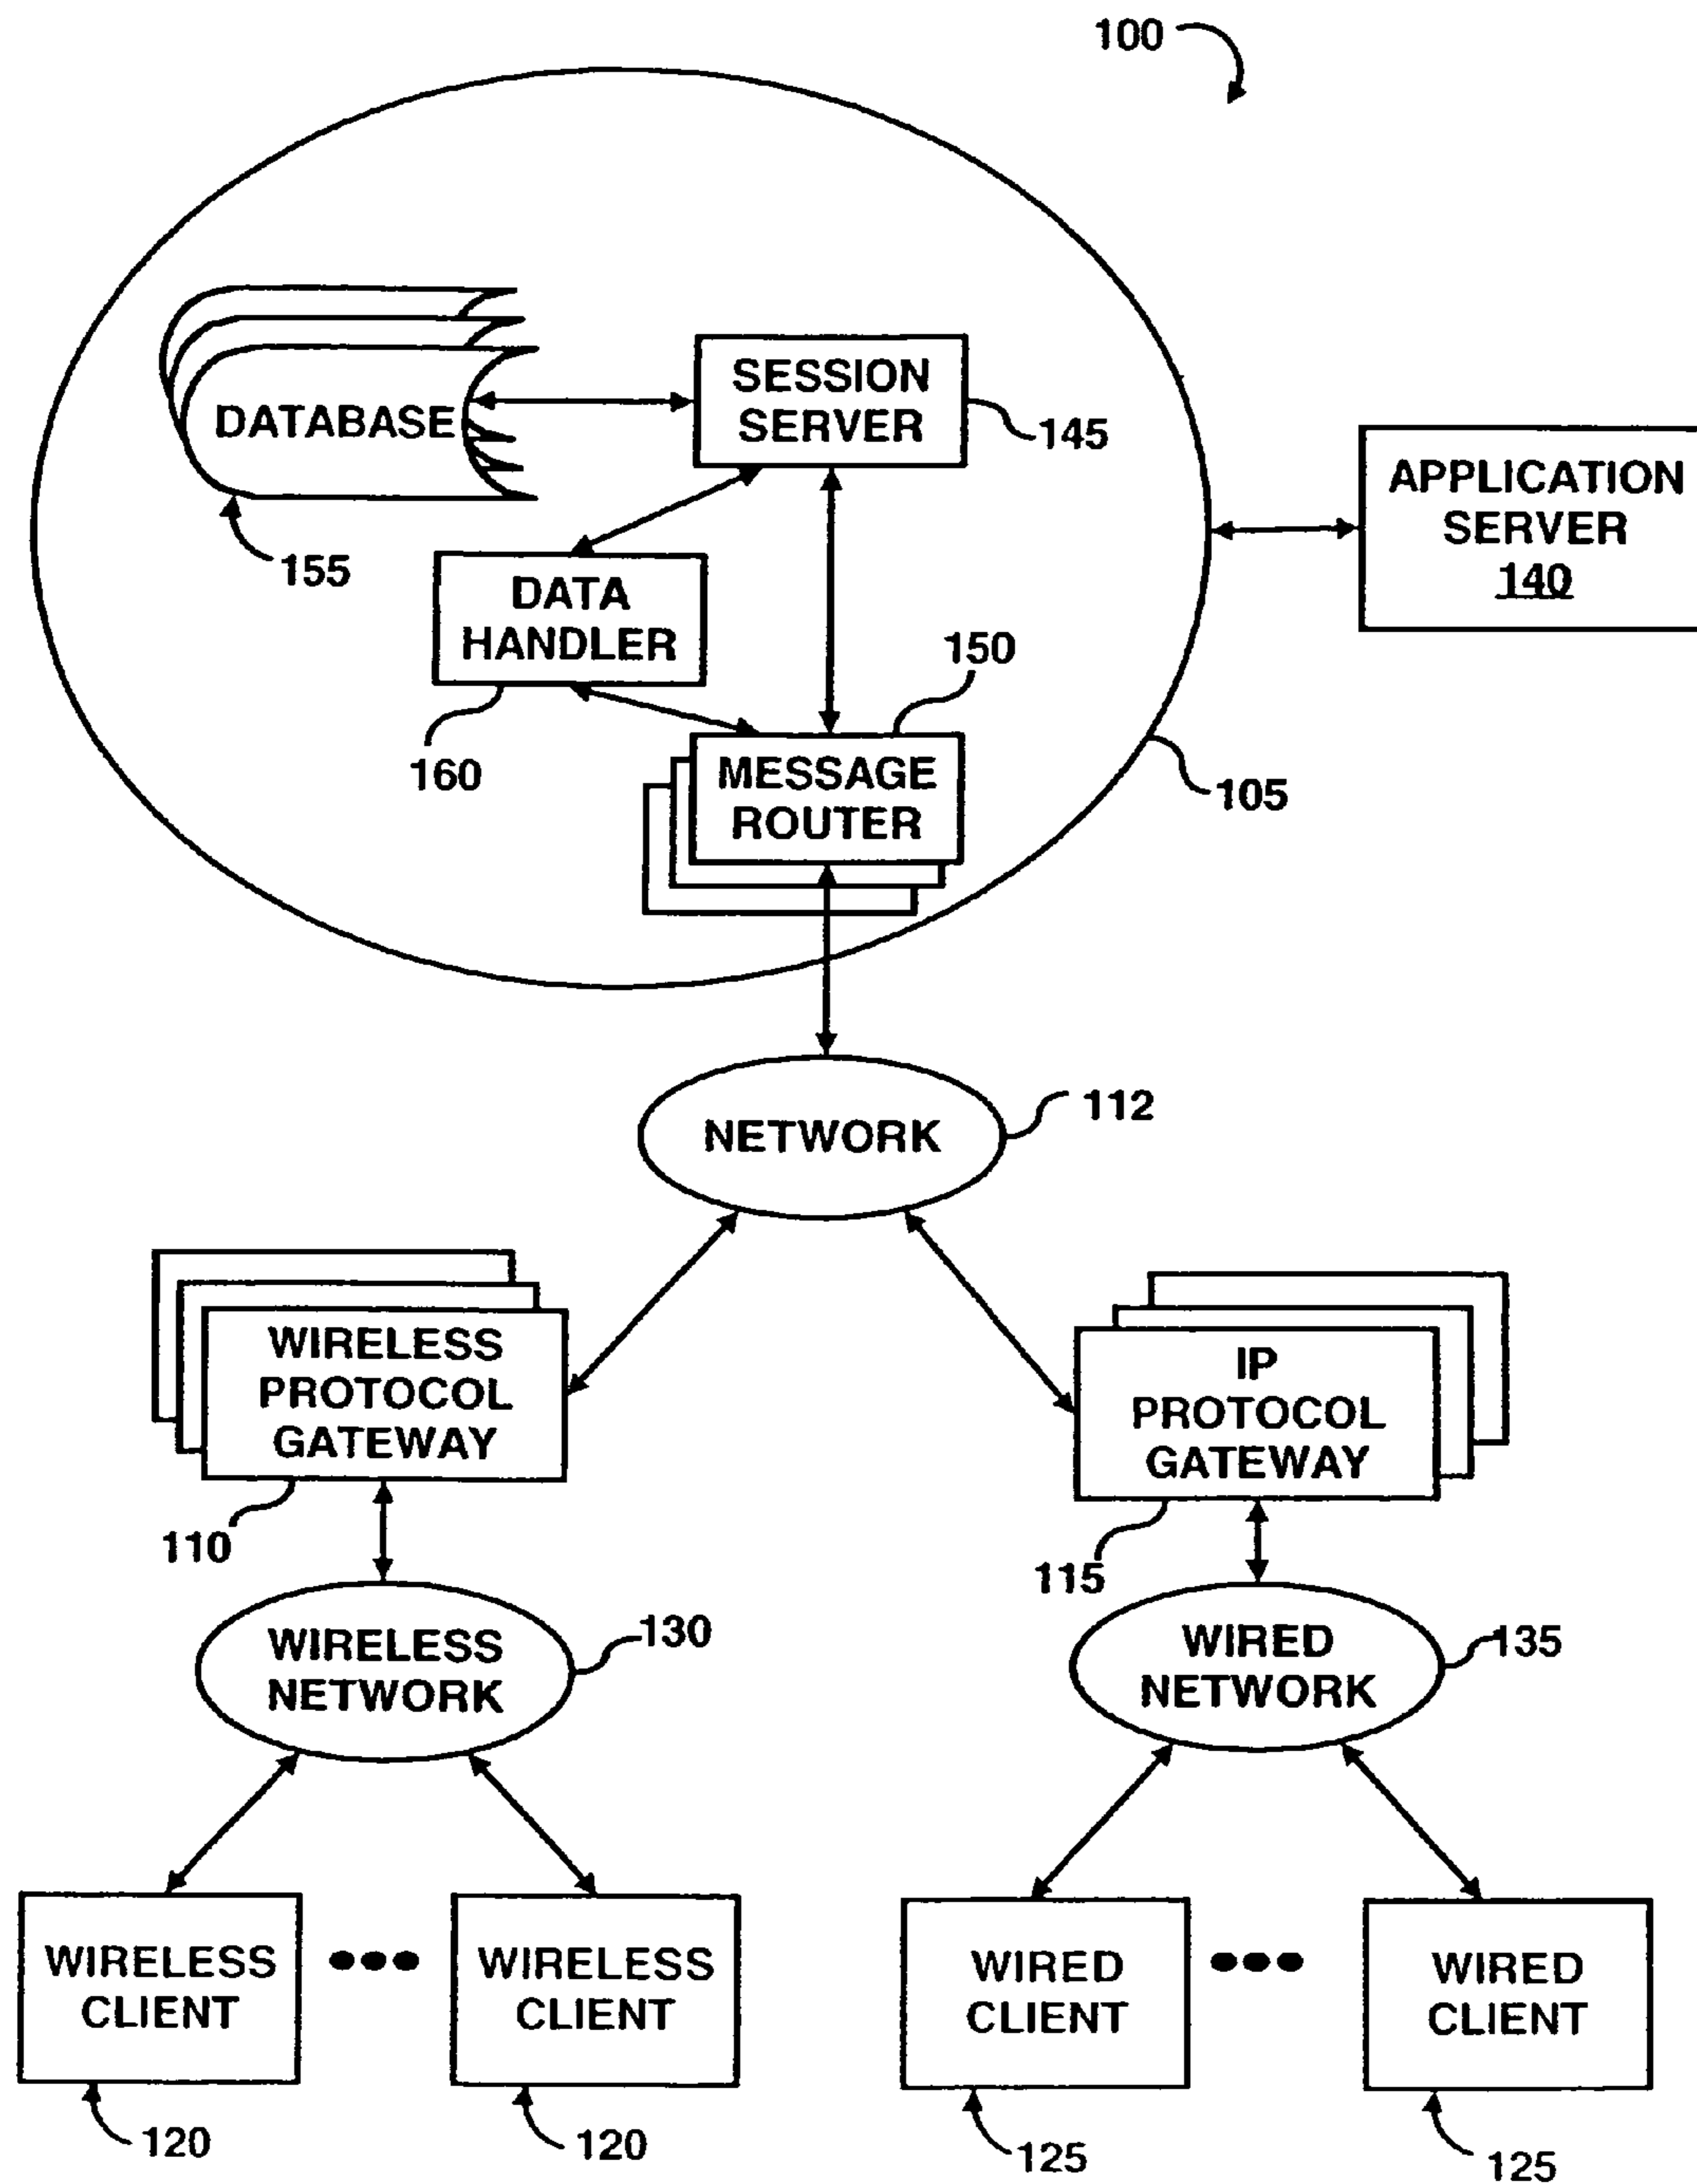 100
SESSION
SERVER
145
DATABASE
155
APPLICATION
SERVER
140
DATA
HANDLER
160
150
MESSAGE
ROUTER
105
NETWORK
112
WIRELESS
PROTOCOL
GATEWAY
110
IP
PROTOCOL
GATEWAY
115
WIRELESS
NETWORK
130
WIRED
NETWORK
135
WIRELESS
CLIENT
120
WIRELESS
CLIENT
120
WIRED
CLIENT
125
WIRED
CLIENT
125